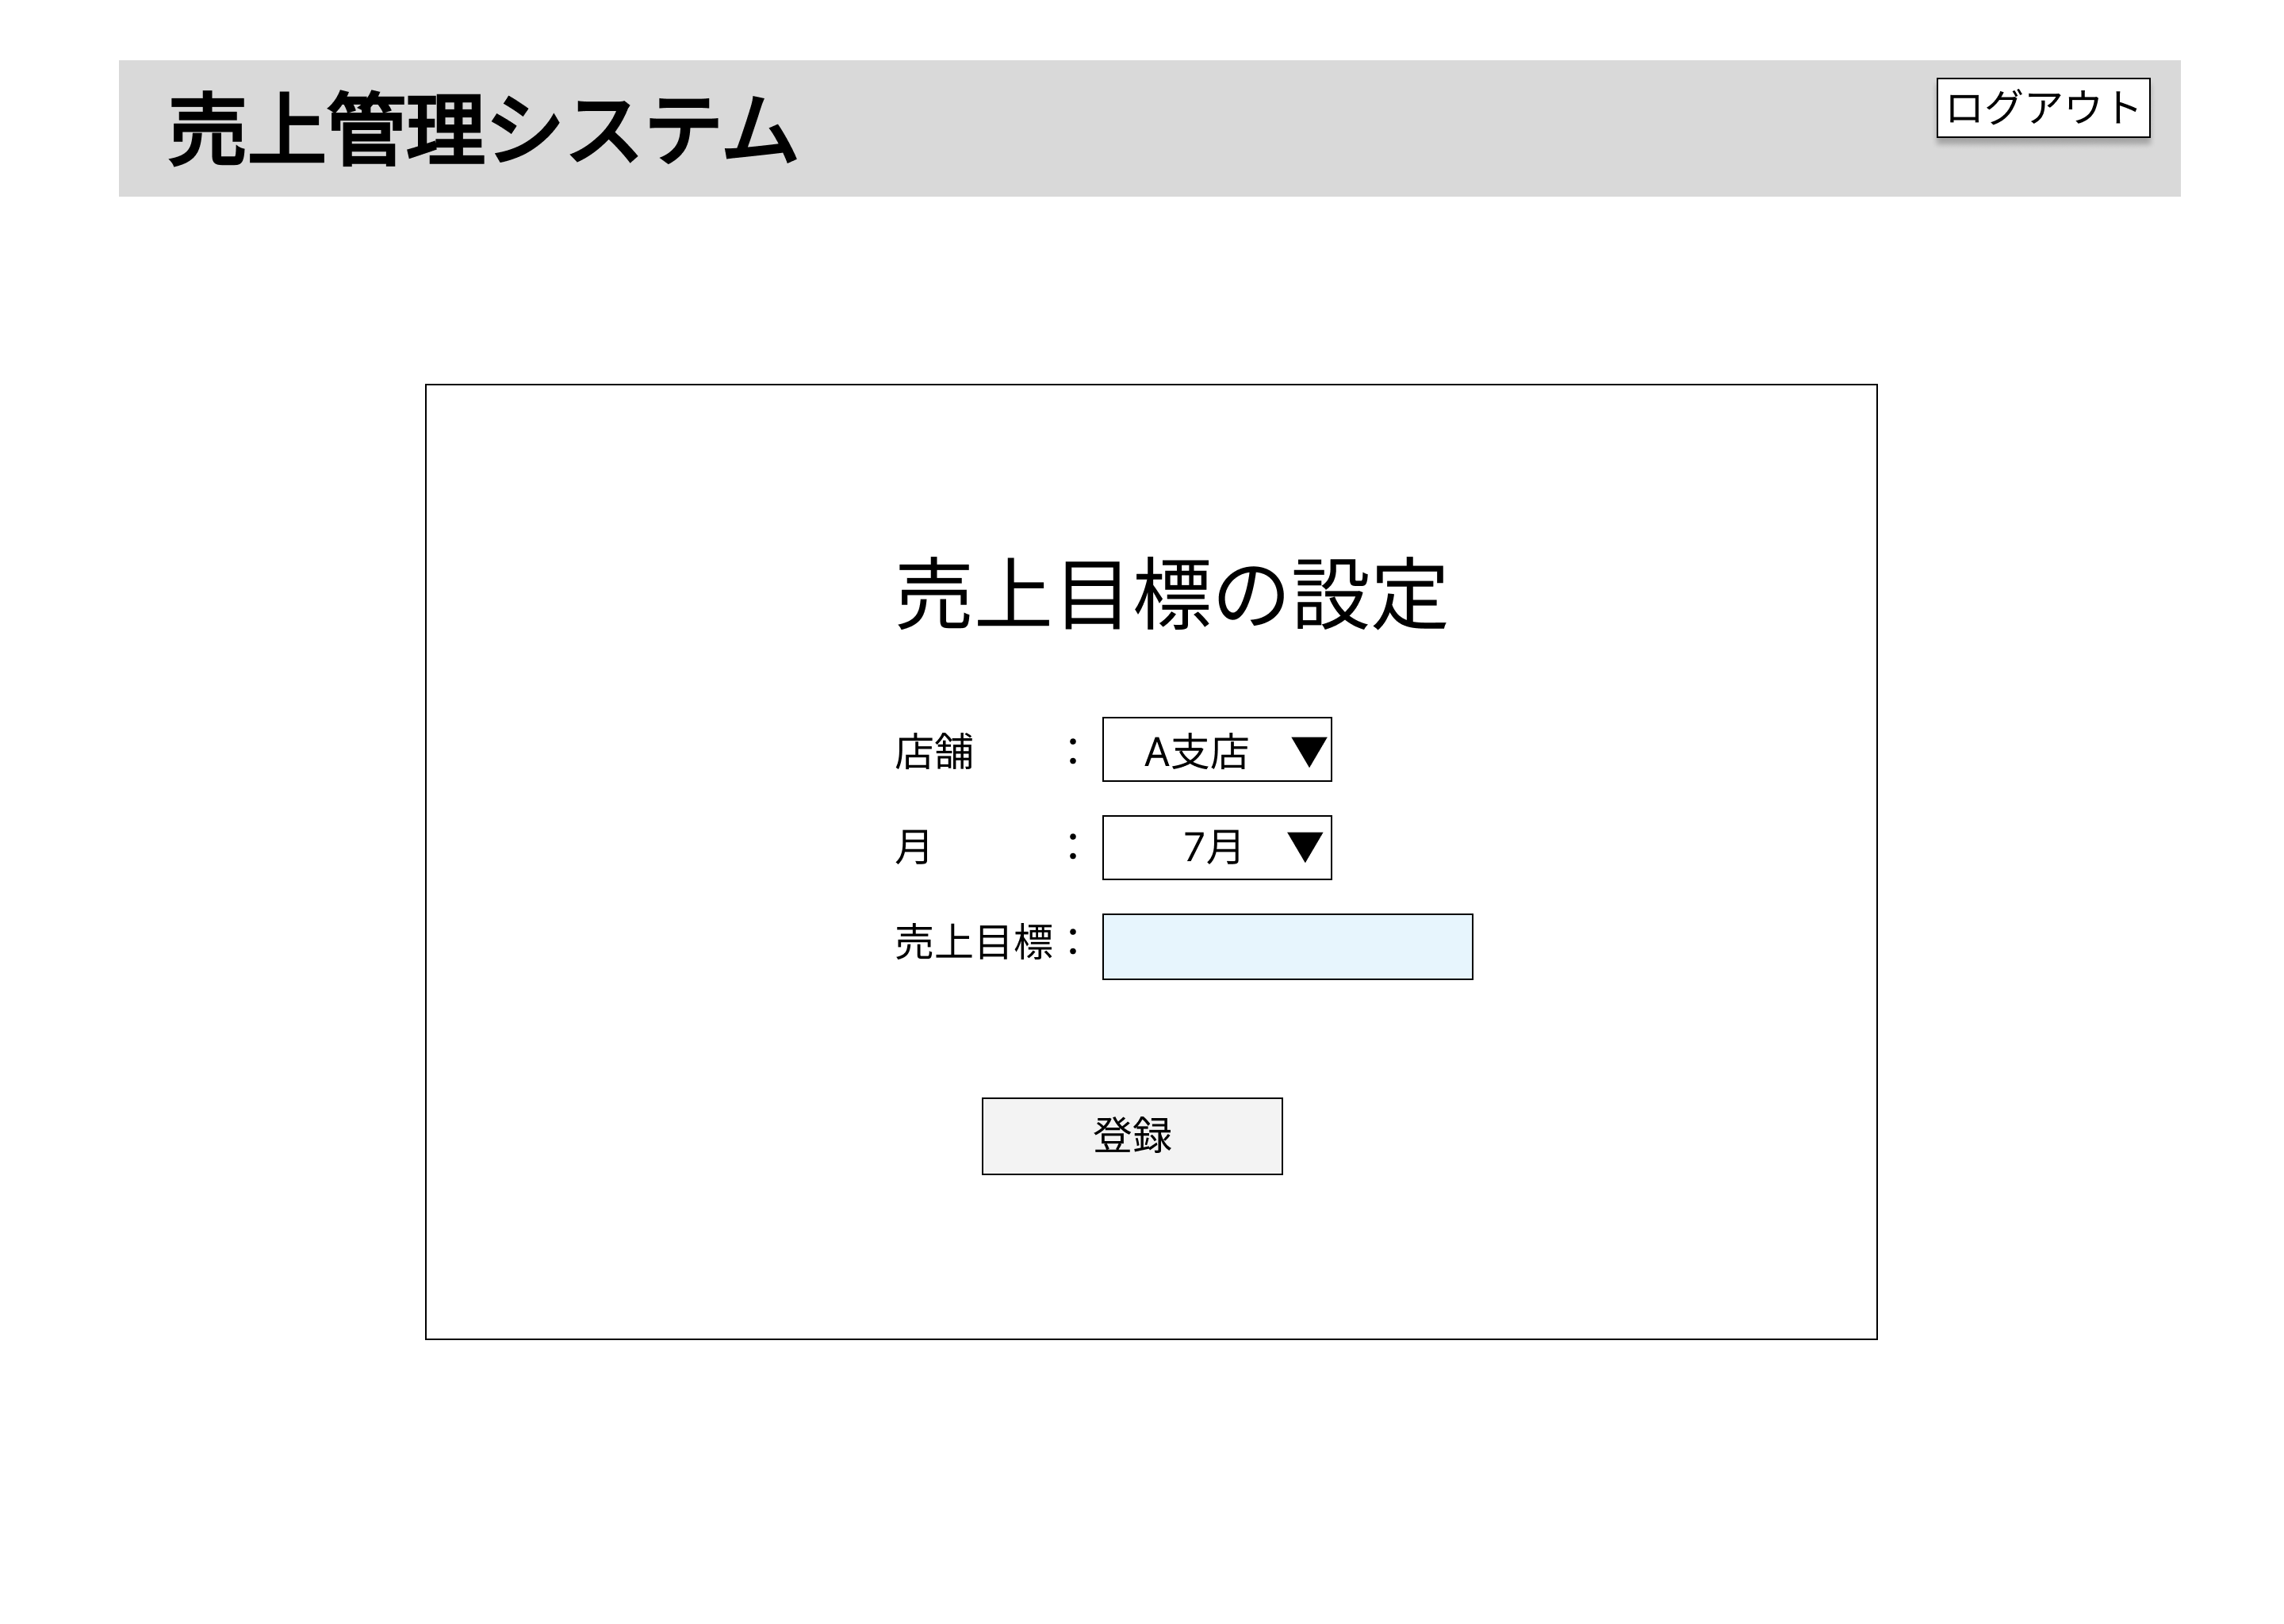 売上管理システム
ログアウト
売上目標の設定
店舗 : A支店 ▼
月 : 7月 ▼
売上目標 :
登録